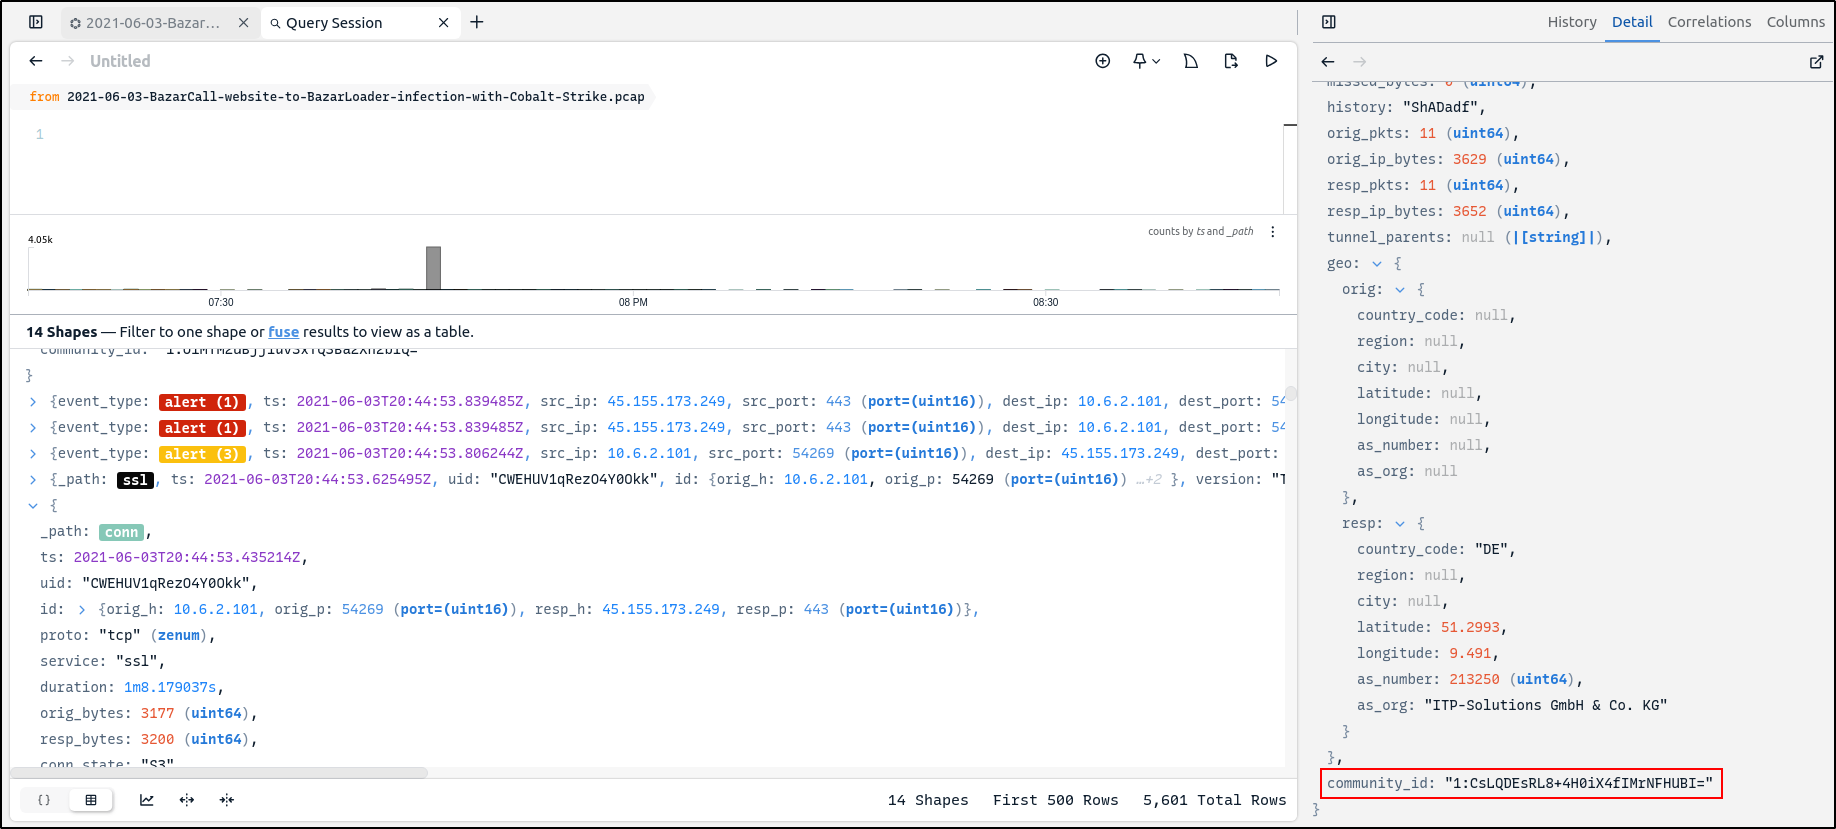 2021-06-03-Bazar...
Query Session
History Detail Correlations Columns
Untitled
from 2021-06-03-BazarCall-website-to-BazarLoader-infection-with-Cobalt-Strike.pcap
1
counts by ts and _path
4.05k
07:30 08 PM 08:30
14 Shapes — Filter to one shape or fuse results to view as a table.
}
{event_type: alert (1), ts: 2021-06-03T20:44:53.839485Z, src_ip: 45.155.173.249, src_port: 443 (port=(uint16)), dest_ip: 10.6.2.101, dest_port: 54
{event_type: alert (1), ts: 2021-06-03T20:44:53.839485Z, src_ip: 45.155.173.249, src_port: 443 (port=(uint16)), dest_ip: 10.6.2.101, dest_port: 54
{event_type: alert (3), ts: 2021-06-03T20:44:53.806244Z, src_ip: 10.6.2.101, src_port: 54269 (port=(uint16)), dest_ip: 45.155.173.249, dest_port:
{_path: ssl, ts: 2021-06-03T20:44:53.625495Z, uid: "CWEHUV1qRezO4Y0Okk", id: {orig_h: 10.6.2.101, orig_p: 54269 (port=(uint16)) …+2 }, version: "T
{
_path: conn,
ts: 2021-06-03T20:44:53.435214Z,
uid: "CWEHUV1qRezO4Y0Okk",
id: {orig_h: 10.6.2.101, orig_p: 54269 (port=(uint16)), resp_h: 45.155.173.249, resp_p: 443 (port=(uint16))},
proto: "tcp" (zenum),
service: "ssl",
duration: 1m8.179037s,
orig_bytes: 3177 (uint64),
resp_bytes: 3200 (uint64),
conn_state: "S3"
14 Shapes First 500 Rows 5,601 Total Rows
missed_bytes: 0 (uint64),
history: "ShADadf",
orig_pkts: 11 (uint64),
orig_ip_bytes: 3629 (uint64),
resp_pkts: 11 (uint64),
resp_ip_bytes: 3652 (uint64),
tunnel_parents: null (|[string]|),
geo: {
orig: {
country_code: null,
region: null,
city: null,
latitude: null,
longitude: null,
as_number: null,
as_org: null
},
resp: {
country_code: "DE",
region: null,
city: null,
latitude: 51.2993,
longitude: 9.491,
as_number: 213250 (uint64),
as_org: "ITP-Solutions GmbH & Co. KG"
}
},
community_id: "1:CsLQDEsRL8+4H0iX4fIMrNFHUBI="
}